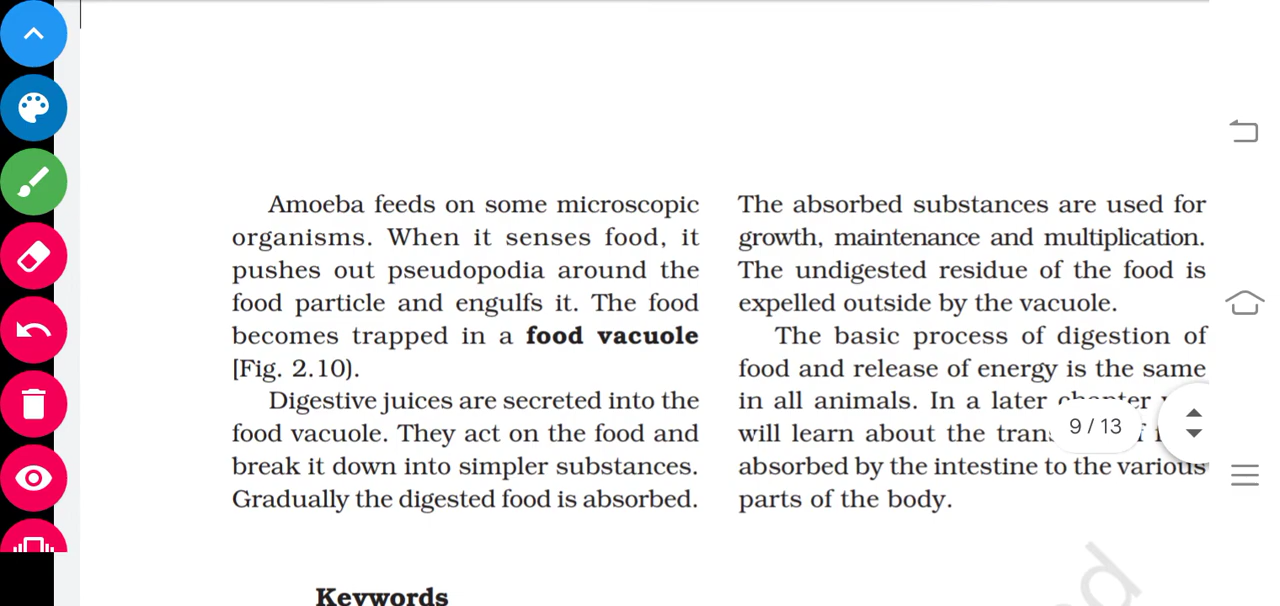 Amoeba feeds on some microscopic
organisms. When it senses food, it
pushes out pseudopodia around the
food particle and engulfs it. The food
becomes trapped in a food vacuole
[Fig. 2.10).
Digestive juices are secreted into the
food vacuole. They act on the food and
break it down into simpler substances.
Gradually the digested food is absorbed.
The absorbed substances are used for
growth, maintenance and multiplication.
The undigested residue of the food is
expelled outside by the vacuole.
The basic process of digestion of
food and release of energy is the same
in all animals. In a later chapter
will learn about the
absorbed by the intestine to the various
parts of the body.
9 / 13
Keywords